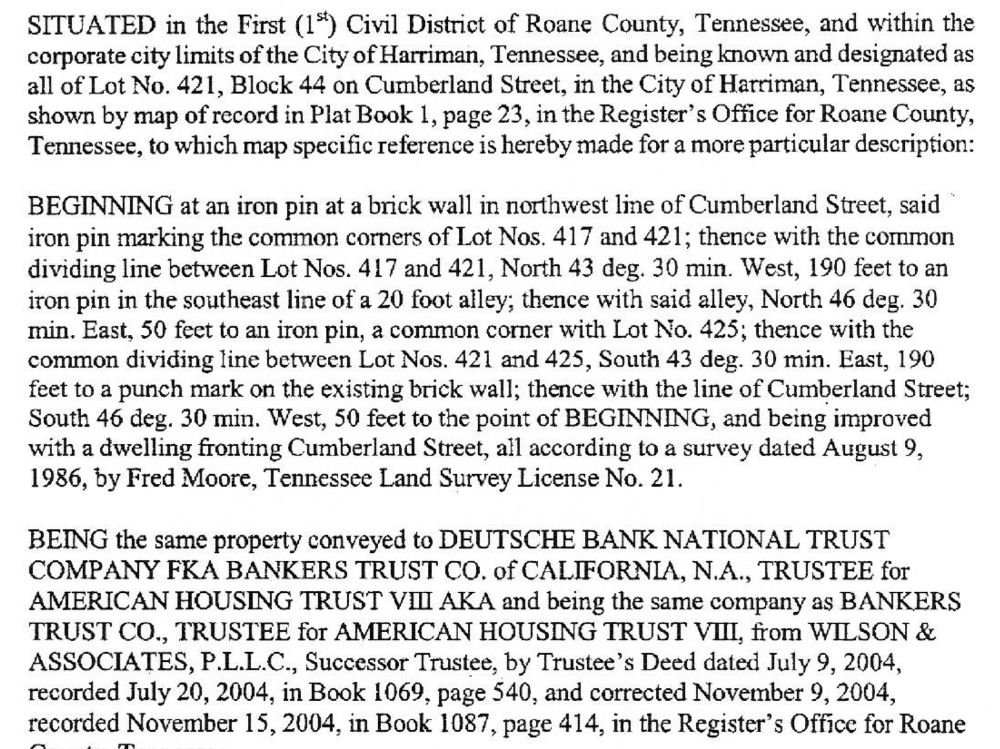 SITUATED in the First (1st) Civil District of Roane County, Tennessee, and within the
corporate city limits of the City of Harriman, Tennessee, and being known and designated as
all of Lot No. 421, Block 44 on Cumberland Street, in the City of Harriman, Tennessee, as
shown by map of record in Plat Book 1, page 23, in the Register's Office for Roane County,
Tennessee, to which map specific reference is hereby made for a more particular description:
BEGINNING at an iron pin at a brick wall in northwest line of Cumberland Street, said
iron pin marking the common corners of Lot Nos. 417 and 421; thence with the common
dividing line between Lot Nos. 417 and 421, North 43 deg. 30 min. West, 190 feet to an
iron pin in the southeast line of a 20 foot alley; thence with said alley, North 46 deg. 30
min. East, 50 feet to an iron pin, a common corner with Lot No. 425; thence with the
common dividing line between Lot Nos. 421 and 425, South 43 deg. 30 min. East, 190
feet to a punch mark on the existing brick wall; thence with the line of Cumberland Street;
South 46 deg. 30 min. West, 50 feet to the point of BEGINNING, and being improved
with a dwelling fronting Cumberland Street, all according to a survey dated August 9,
1986, by Fred Moore, Tennessee Land Survey License No. 21.
BEING the same property conveyed to DEUTSCHE BANK NATIONAL TRUST
COMPANY FKA BANKERS TRUST CO. of CALIFORNIA, N.A., TRUSTEE for
AMERICAN HOUSING TRUST VIII AKA and being the same company as BANKERS
TRUST CO., TRUSTEE for AMERICAN HOUSING TRUST VIII, from WILSON &
ASSOCIATES, P.L.L.C., Successor Trustee, by Trustee's Deed dated July 9, 2004,
recorded July 20, 2004, in Book 1069, page 540, and corrected November 9, 2004,
recorded November 15, 2004, in Book 1087, page 414, in the Register's Office for Roane